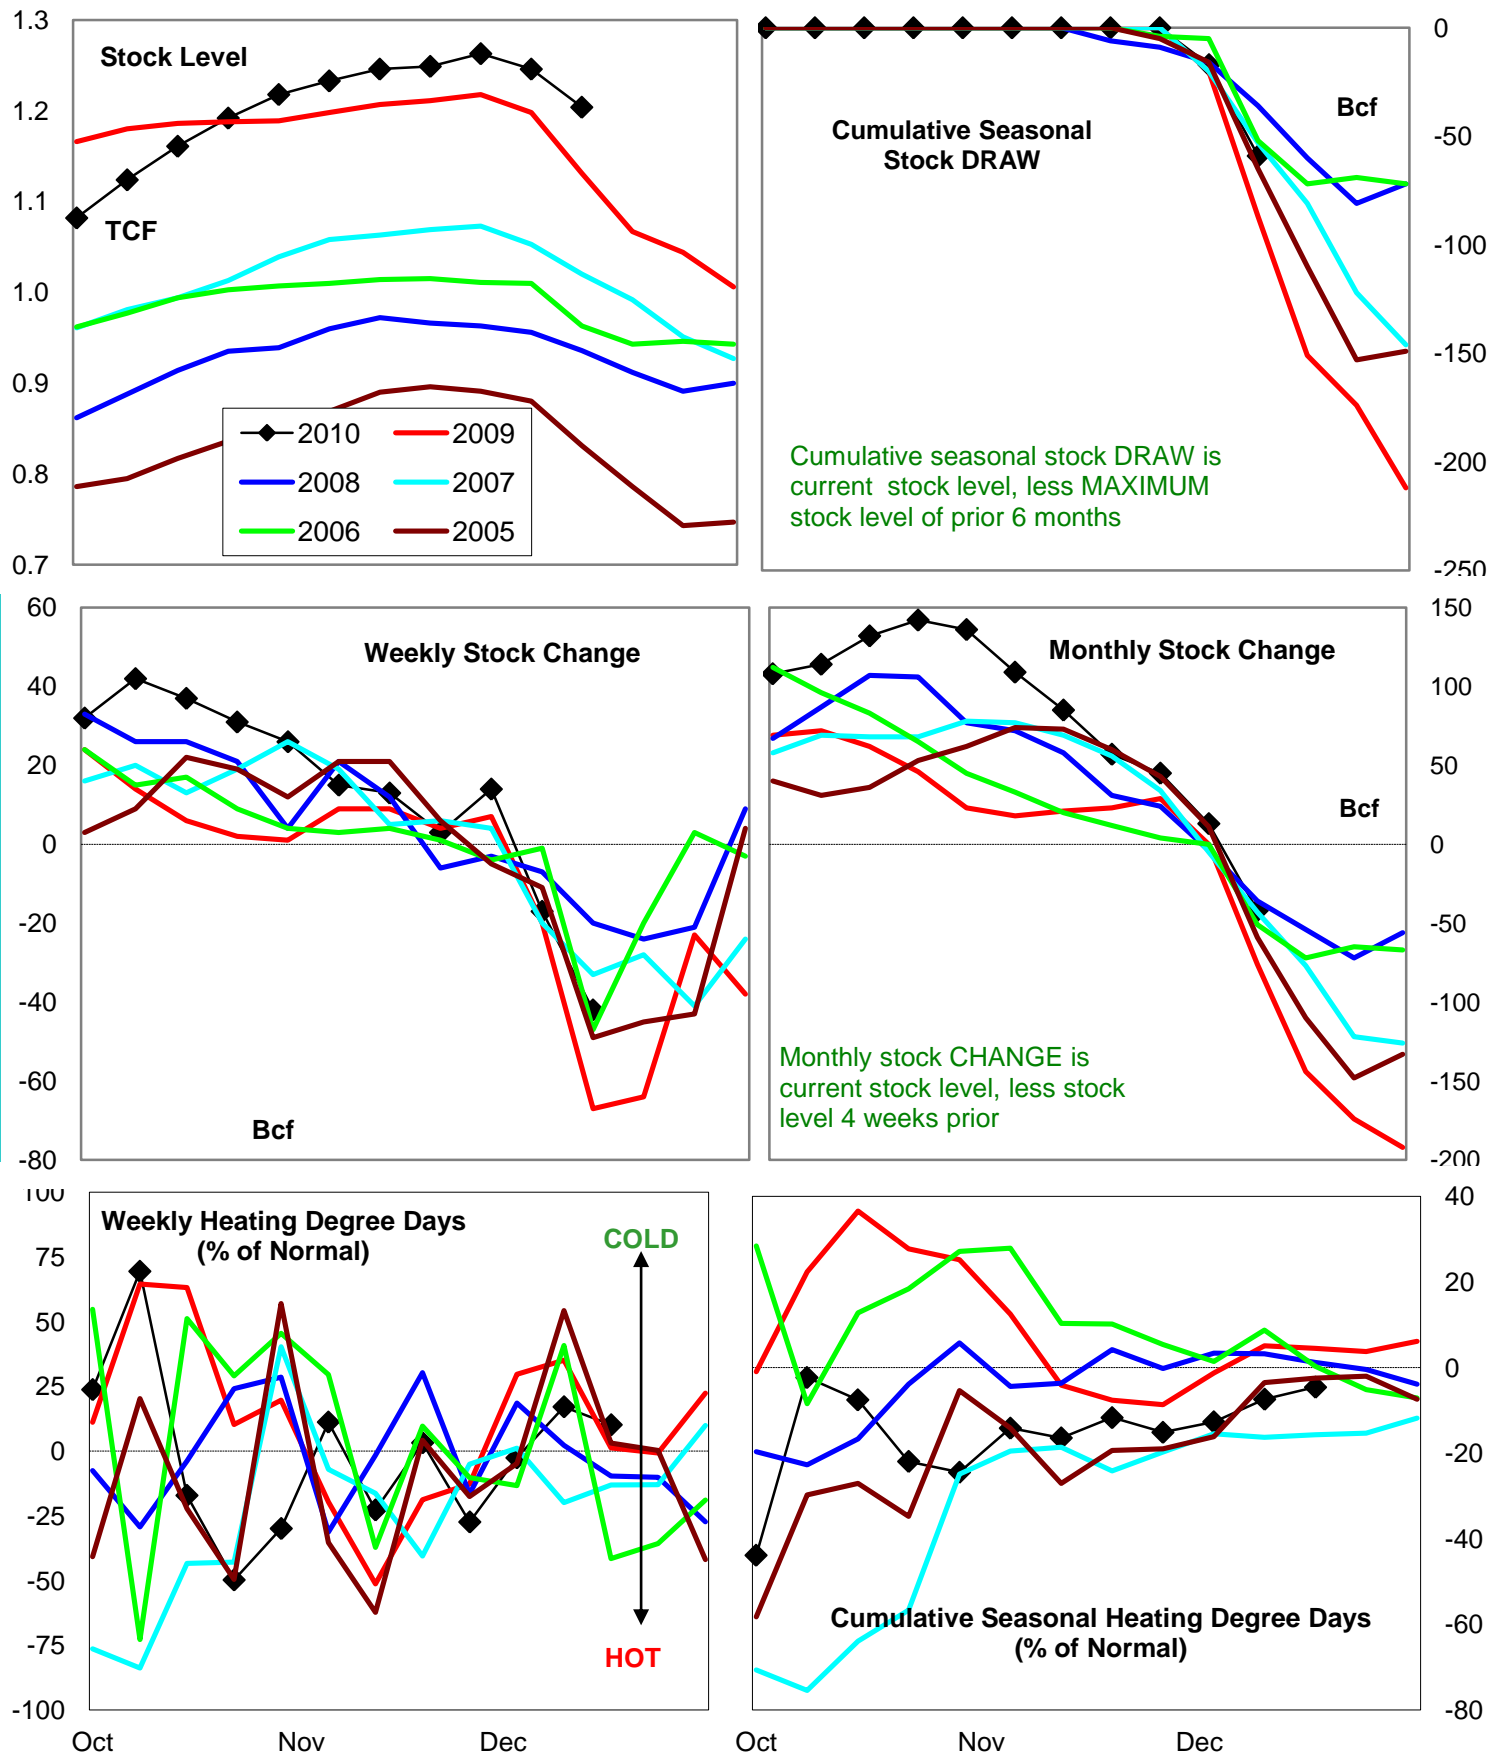 1.3
1.2
1.1
1.0
0.9
0.8
0.7
Stock Level
TCF
2010
2009
2008
2007
2006
2005
0
-50
-100
-150
-200
-250
Bcf
Cumulative Seasonal
Stock DRAW
Cumulative seasonal stock DRAW is
current stock level, less MAXIMUM
stock level of prior 6 months
60
40
20
0
-20
-40
-60
-80
Weekly Stock Change
Bcf
150
100
50
0
-50
-100
-150
-200
Monthly Stock Change
Bcf
Monthly stock CHANGE is
current stock level, less stock
level 4 weeks prior
100
75
50
25
0
-25
-50
-75
-100
Weekly Heating Degree Days
(% of Normal)
COLD
HOT
Oct
Nov
Dec
40
20
0
-20
-40
-60
-80
Cumulative Seasonal Heating Degree Days
(% of Normal)
Oct
Nov
Dec